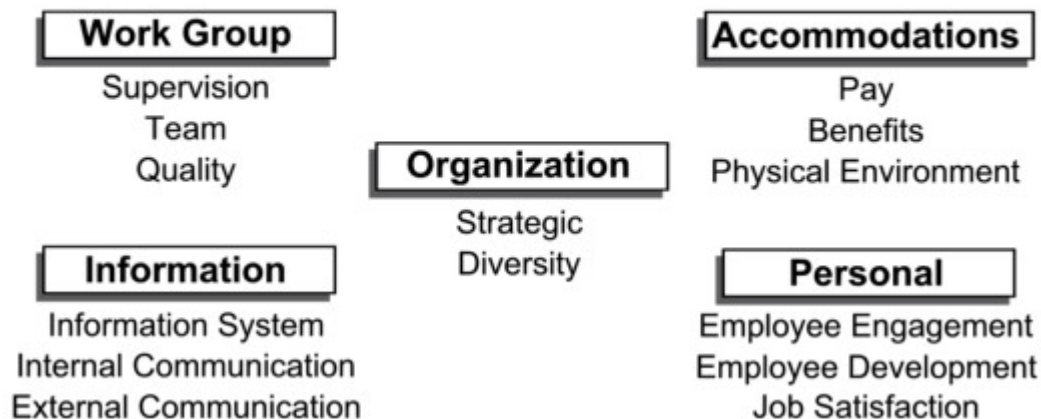 Work Group
Supervision
Team
Quality
Accommodations
Pay
Benefits
Physical Environment
Organization
Strategic
Diversity
Information
Information System
Internal Communication
External Communication
Personal
Employee Engagement
Employee Development
Job Satisfaction